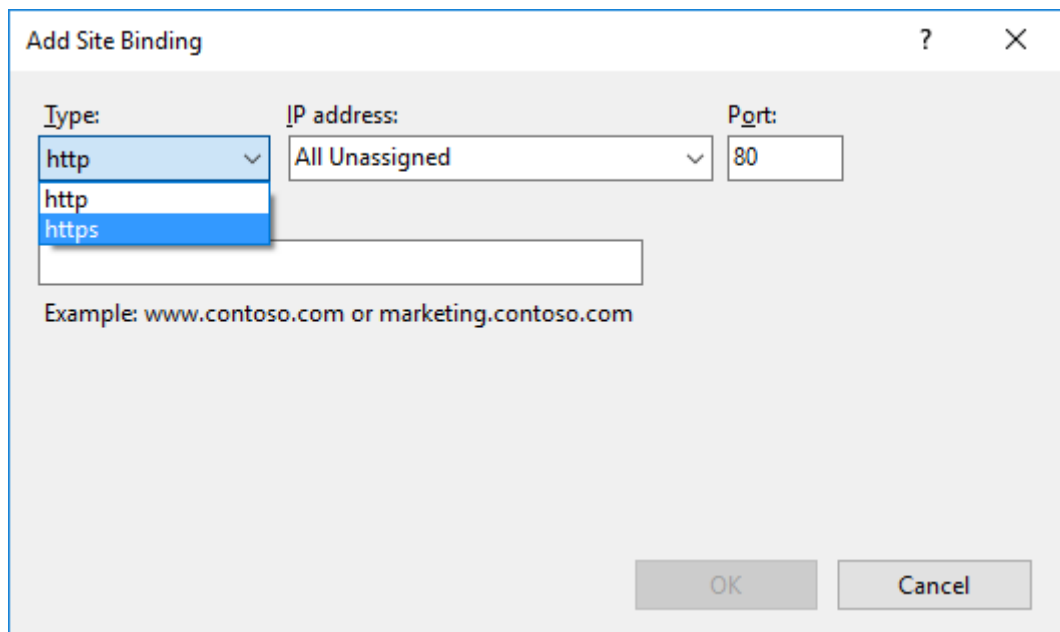 Add Site Binding ?
Type: IP address: Port:
http All Unassigned 80
http
https
Example: www.contoso.com or marketing.contoso.com
OK Cancel